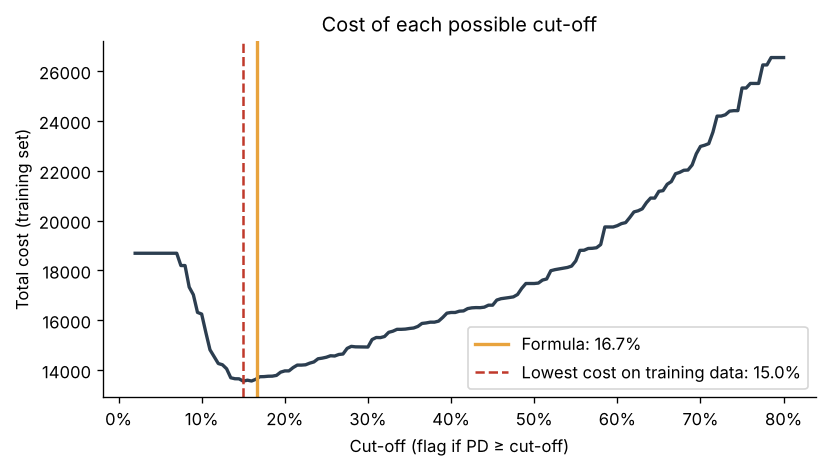 Cost of each possible cut-off
Total cost (training set)
26000
24000
22000
20000
18000
16000
14000
Formula: 16.7%
Lowest cost on training data: 15.0%
0% 10% 20% 30% 40% 50% 60% 70% 80%
Cut-off (flag if PD ≥ cut-off)